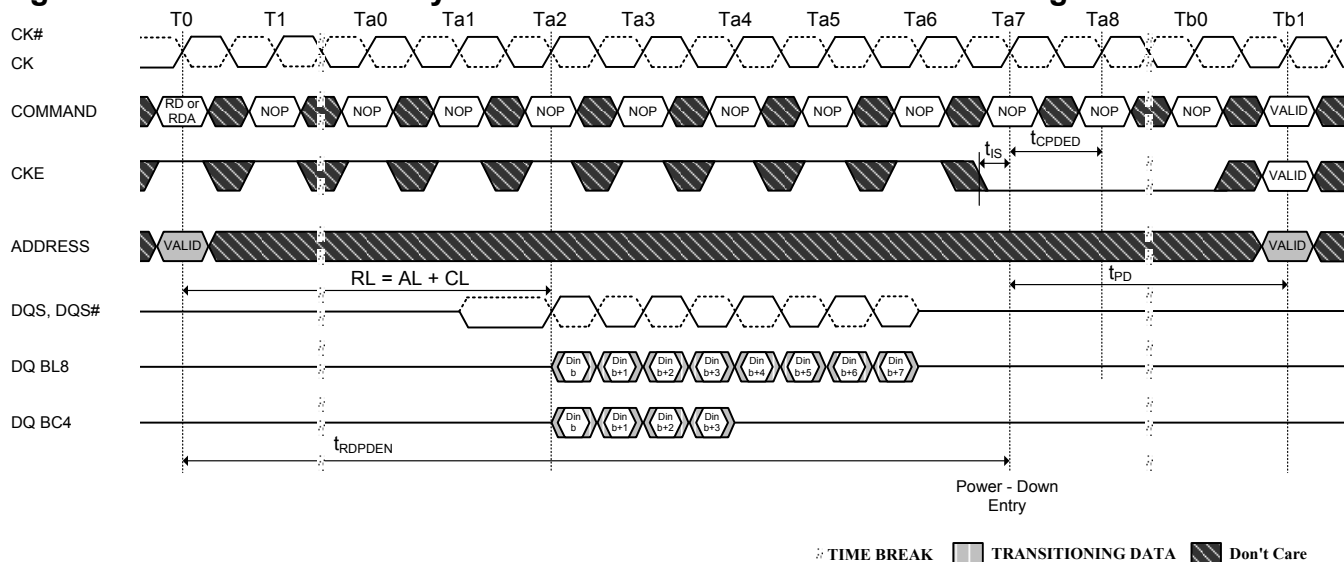 T0 T1 Ta0 Ta1 Ta2 Ta3 Ta4 Ta5 Ta6 Ta7 Ta8 Tb0 Tb1
CK#
CK
COMMAND
RD or
RDA
NOP NOP NOP NOP NOP NOP NOP NOP NOP NOP NOP VALID
tIS
tCPDED
CKE
VALID
ADDRESS
VALID VALID
RL = AL + CL
tPD
DQS, DQS#
DQ BL8
Din b Din b+1 Din b+2 Din b+3 Din b+4 Din b+5 Din b+6 Din b+7
DQ BC4
Din b Din b+1 Din b+2 Din b+3
tRDPDEN
Power - Down
Entry
TIME BREAK TRANSITIONING DATA Don't Care